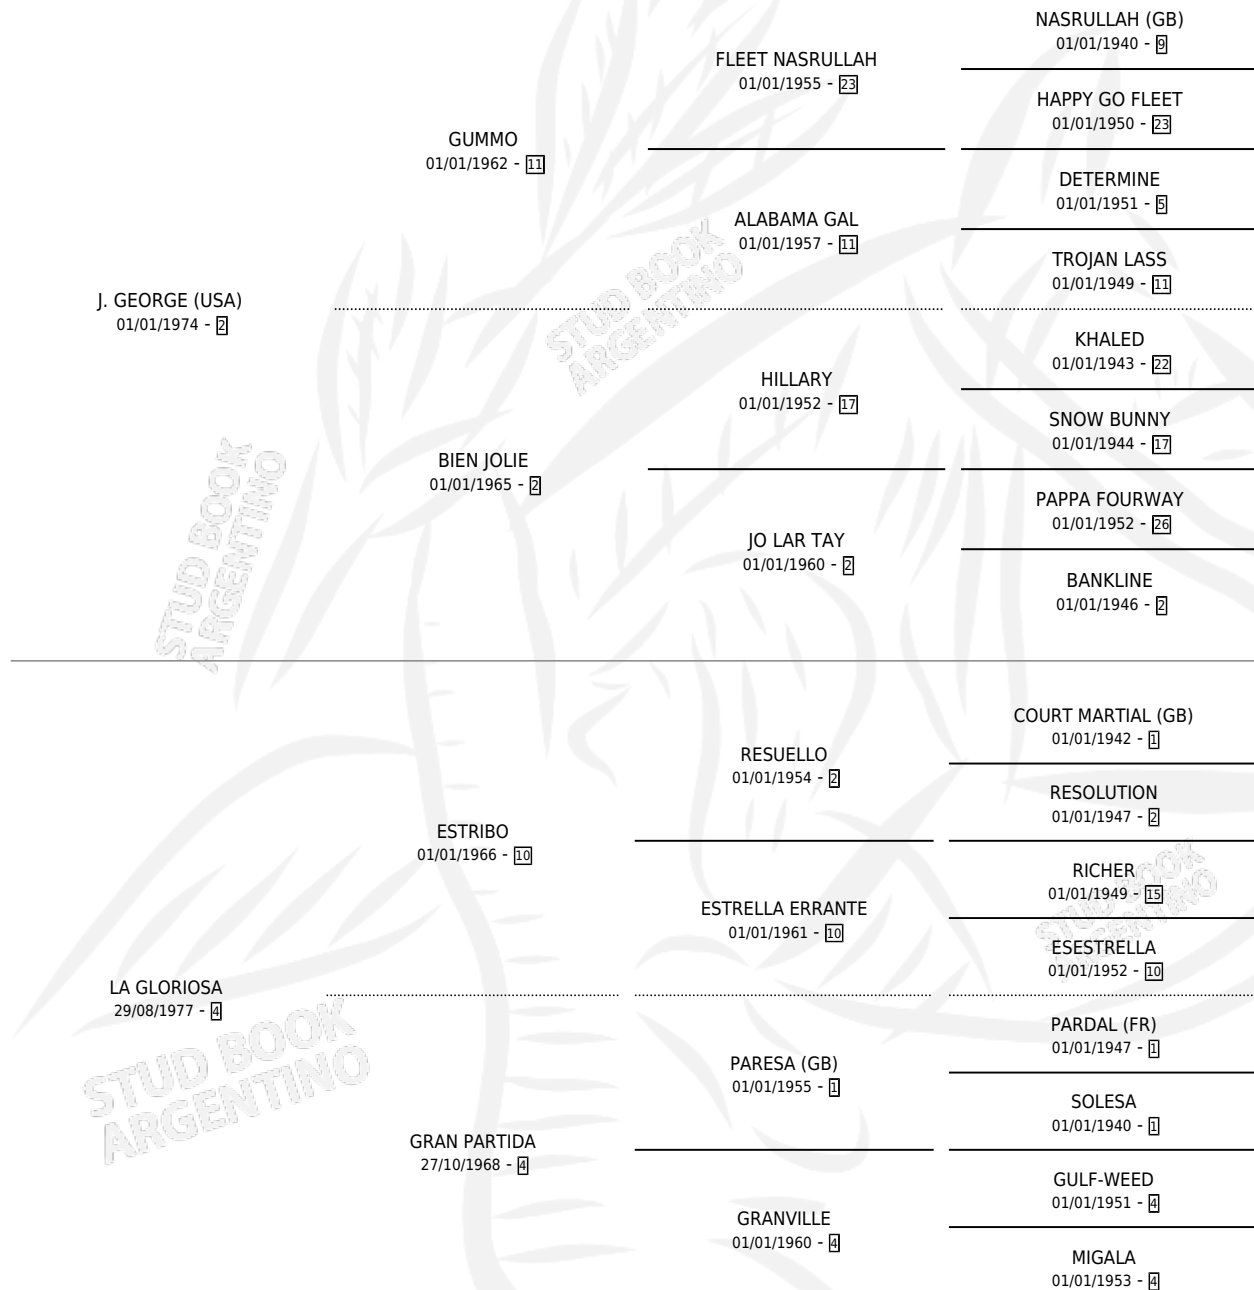 NASRULLAH (GB)
01/01/1940 - 9
FLEET NASRULLAH
01/01/1955 - 23
HAPPY GO FLEET
01/01/1950 - 23
GUMMO
01/01/1962 - 11
DETERMINE
01/01/1951 - 5
ALABAMA GAL
01/01/1957 - 11
TROJAN LASS
01/01/1949 - 11
J. GEORGE (USA)
01/01/1974 - 2
STUD BOOK
ARGENTINO
KHALED
01/01/1943 - 22
HILLARY
01/01/1952 - 17
SNOW BUNNY
01/01/1944 - 17
BIEN JOLIE
01/01/1965 - 2
PAPPA FOURWAY
01/01/1952 - 26
JO LAR TAY
01/01/1960 - 2
BANKLINE
01/01/1946 - 2
STUD BOOK
ARGENTINO
COURT MARTIAL (GB)
01/01/1942 - 1
RESUELLO
01/01/1954 - 2
RESOLUTION
01/01/1947 - 2
ESTRIBO
01/01/1966 - 10
RICHER
01/01/1949 - 15
ESTRELLA ERRANTE
01/01/1961 - 10
ESESTRELLA
01/01/1952 - 10
STUD BOOK
ARGENTINO
LA GLORIOSA
29/08/1977 - 4
PARDAL (FR)
01/01/1947 - 1
PARESA (GB)
01/01/1955 - 1
SOLESA
01/01/1940 - 1
STUD BOOK
ARGENTINO
GRAN PARTIDA
27/10/1968 - 4
GULF-WEED
01/01/1951 - 4
GRANVILLE
01/01/1960 - 4
MIGALA
01/01/1953 - 4